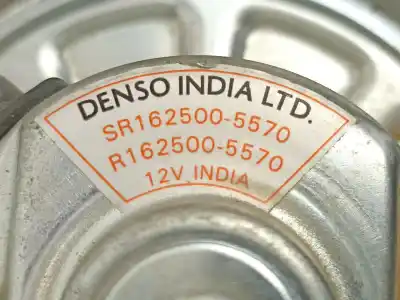 DENSO INDIA LTD.
SR162500-5570
R162500-5570
12V INDIA